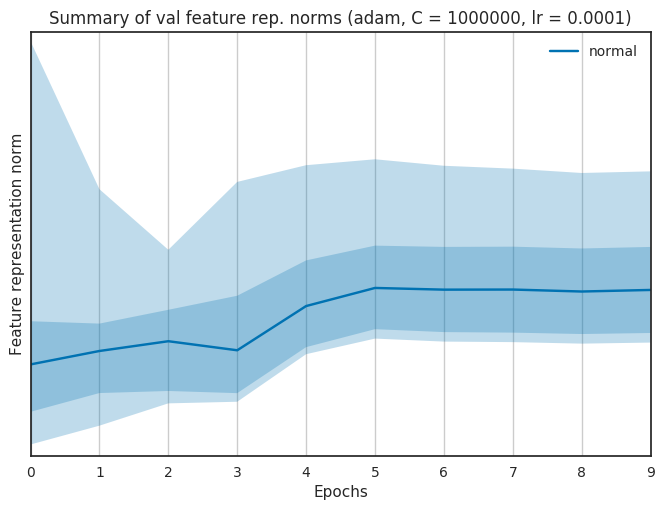 Summary of val feature rep. norms (adam, C = 1000000, lr = 0.0001)
normal
Feature representation norm
0 1 2 3 4 5 6 7 8 9
Epochs